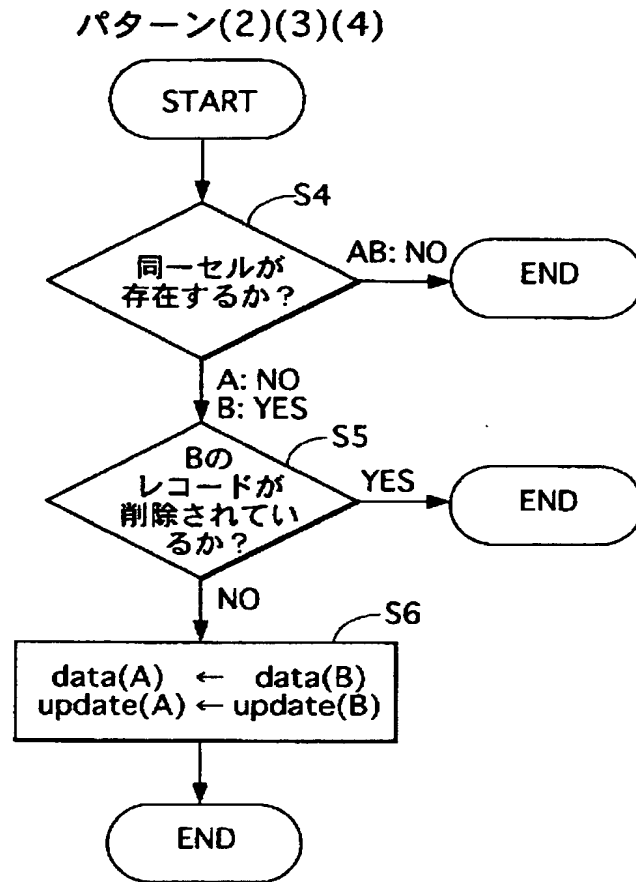 パターン(2)(3)(4)
START
S4
同一セルが
存在するか？
AB: NO
END
A: NO
B: YES
S5
Bの
レコードが
削除されてい
るか？
YES
END
NO
S6
data(A) ← data(B)
update(A) ← update(B)
END